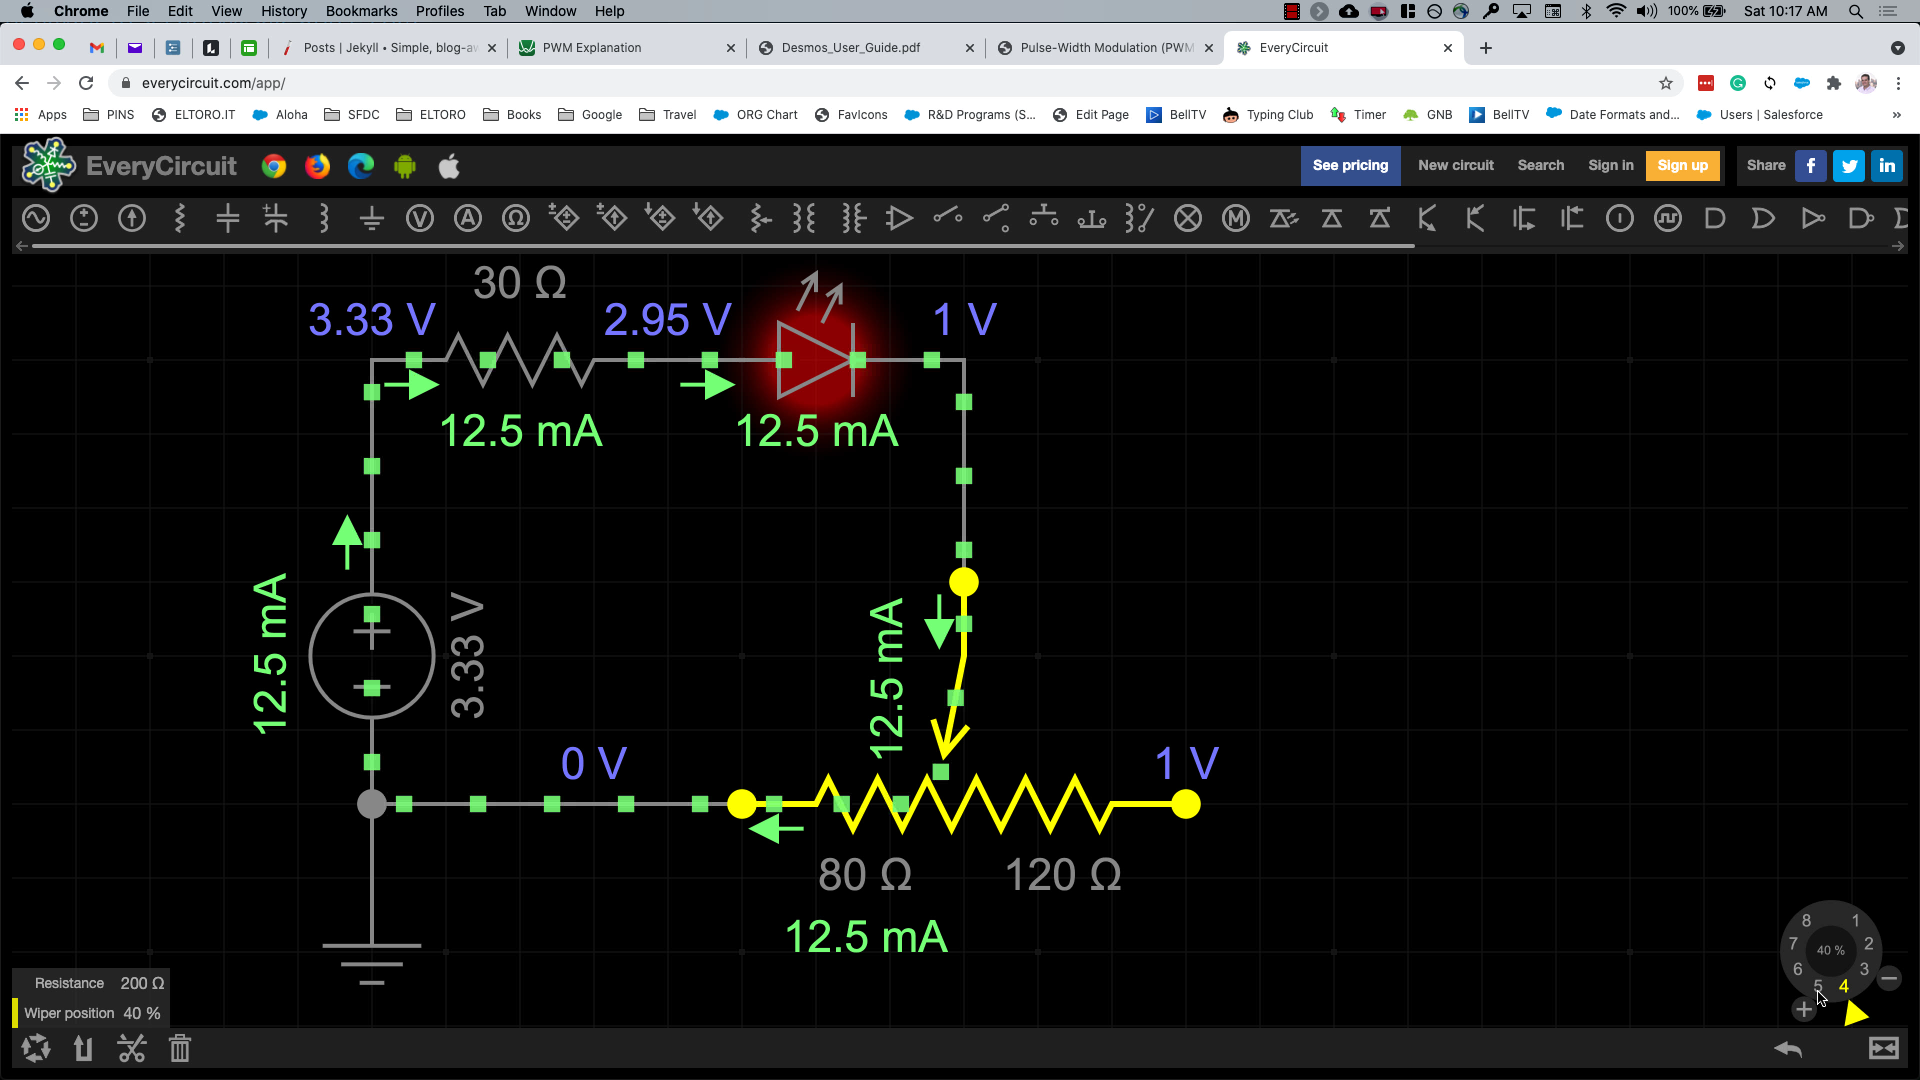 Chrome File Edit View History Bookmarks Profiles Tab Window Help 100% Sat 10:17 AM
Posts | Jekyll • Simple, blog-aw PWM Explanation Desmos_User_Guide.pdf Pulse-Width Modulation (PWM EveryCircuit
everycircuit.com/app/
Apps PINS ELTORO.IT Aloha SFDC ELTORO Books Google Travel ORG Chart FavIcons R&D Programs (S... Edit Page BellTV Typing Club Timer GNB BellTV Date Formats and... Users | Salesforce »
EveryCircuit See pricing New circuit Search Sign in Sign up Share
30 Ω
3.33 V 2.95 V 1 V
12.5 mA 12.5 mA
12.5 mA
3.33 V
12.5 mA
0 V 1 V
80 Ω 120 Ω
12.5 mA
8 1
7 40 % 2
6 3
5 4
Resistance 200 Ω
Wiper position 40 %